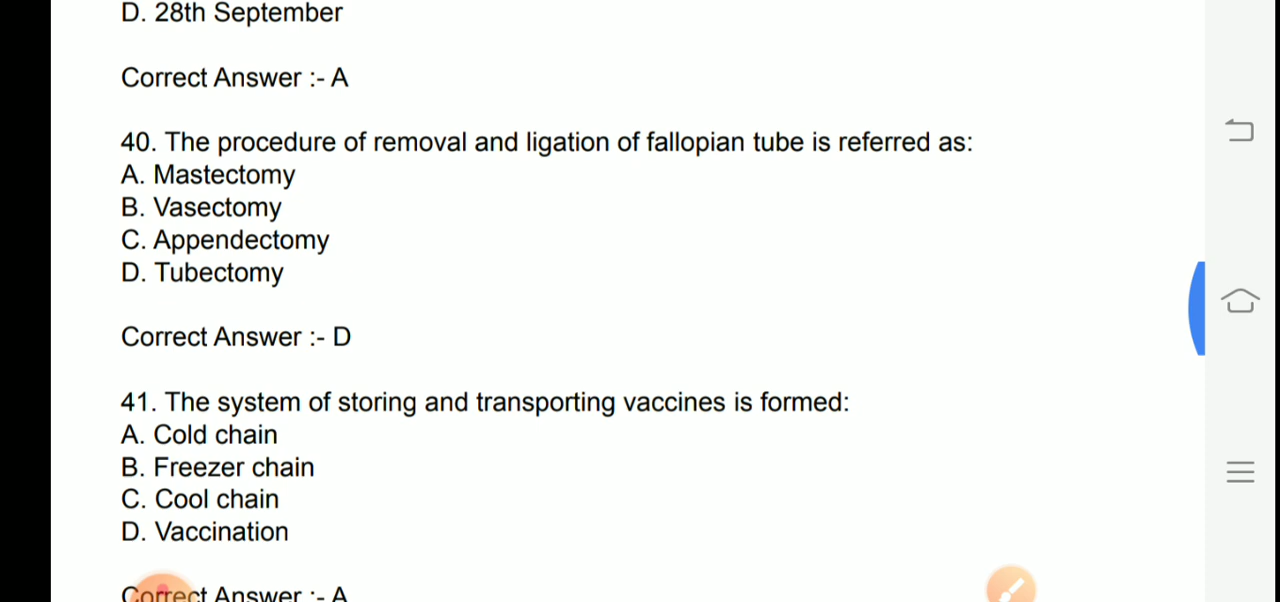 D. 28th September
Correct Answer :- A
40. The procedure of removal and ligation of fallopian tube is referred as:
A. Mastectomy
B. Vasectomy
C. Appendectomy
D. Tubectomy
Correct Answer :- D
41. The system of storing and transporting vaccines is formed:
A. Cold chain
B. Freezer chain
C. Cool chain
D. Vaccination
Correct Answer :- A